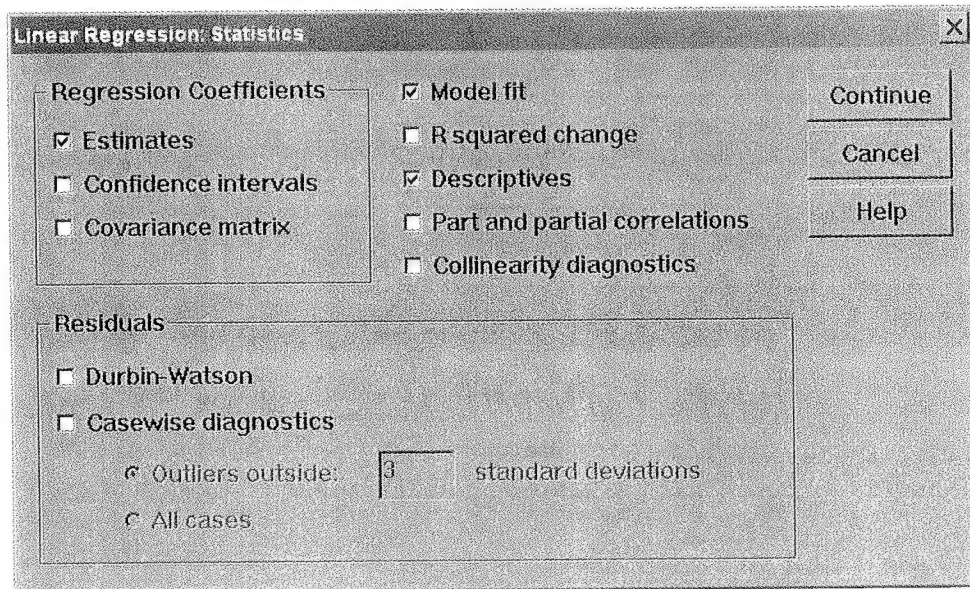 Linear Regression: Statistics
Regression Coefficients
Estimates
Confidence intervals
Covariance matrix
Model fit
R squared change
Descriptives
Part and partial correlations
Collinearity diagnostics
Continue
Cancel
Help
Residuals
Durbin-Watson
Casewise diagnostics
Outliers outside: 3 standard deviations
All cases